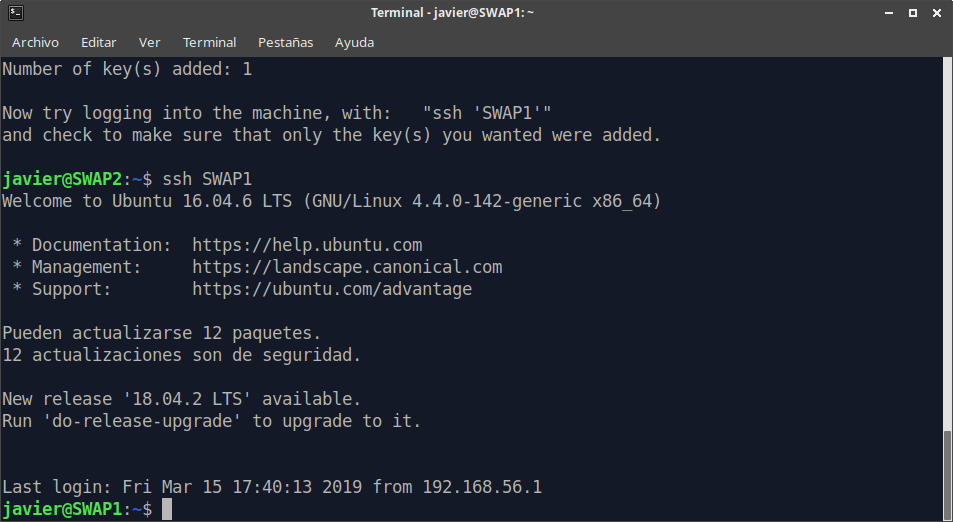 Terminal - javier@SWAP1: ~
Archivo Editar Ver Terminal Pestañas Ayuda
Number of key(s) added: 1
Now try logging into the machine, with:   "ssh 'SWAP1'"
and check to make sure that only the key(s) you wanted were added.
javier@SWAP2:~$ ssh SWAP1
Welcome to Ubuntu 16.04.6 LTS (GNU/Linux 4.4.0-142-generic x86_64)
 * Documentation:  https://help.ubuntu.com
 * Management:     https://landscape.canonical.com
 * Support:        https://ubuntu.com/advantage
Pueden actualizarse 12 paquetes.
12 actualizaciones son de seguridad.
New release '18.04.2 LTS' available.
Run 'do-release-upgrade' to upgrade to it.
Last login: Fri Mar 15 17:40:13 2019 from 192.168.56.1
javier@SWAP1:~$